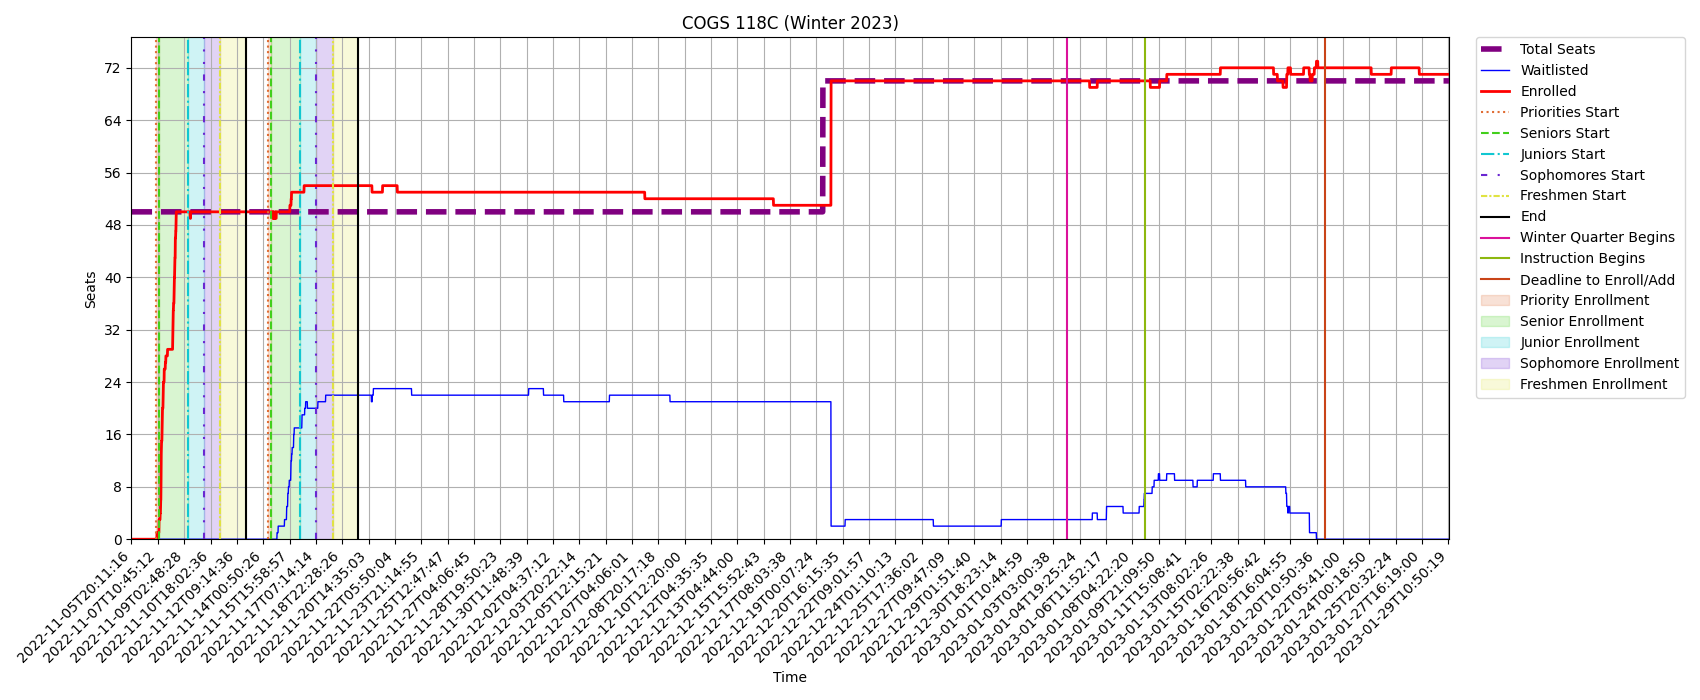 COGS 118C (Winter 2023)
Seats
72
64
56
48
40
32
24
16
8
0
2022-11-05T20:11:16
2022-11-07T10:45:12
2022-11-09T02:48:28
2022-11-10T18:02:36
2022-11-12T09:14:36
2022-11-14T00:50:26
2022-11-15T15:58:57
2022-11-17T07:14:14
2022-11-18T22:28:26
2022-11-20T14:35:03
2022-11-22T05:50:04
2022-11-23T21:14:55
2022-11-25T12:47:47
2022-11-27T04:06:45
2022-11-28T19:50:23
2022-11-30T11:48:39
2022-12-02T04:37:12
2022-12-03T20:22:14
2022-12-05T12:15:21
2022-12-07T04:06:01
2022-12-08T20:17:18
2022-12-10T12:20:00
2022-12-12T04:35:35
2022-12-13T04:44:00
2022-12-15T15:52:43
2022-12-17T08:03:38
2022-12-19T00:07:24
2022-12-20T16:15:35
2022-12-22T09:01:57
2022-12-24T01:10:13
2022-12-25T17:36:02
2022-12-27T09:47:09
2022-12-29T01:51:40
2022-12-30T18:23:14
2023-01-01T10:44:59
2023-01-03T03:00:38
2023-01-04T19:25:24
2023-01-06T11:52:17
2023-01-08T04:22:20
2023-01-09T21:09:50
2023-01-11T15:08:41
2023-01-13T08:02:26
2023-01-15T02:22:38
2023-01-16T20:56:42
2023-01-18T16:04:55
2023-01-20T10:50:36
2023-01-22T05:41:00
2023-01-24T00:18:50
2023-01-25T20:32:24
2023-01-27T16:19:00
2023-01-29T10:50:19
Time
Total Seats
Waitlisted
Enrolled
Priorities Start
Seniors Start
Juniors Start
Sophomores Start
Freshmen Start
End
Winter Quarter Begins
Instruction Begins
Deadline to Enroll/Add
Priority Enrollment
Senior Enrollment
Junior Enrollment
Sophomore Enrollment
Freshmen Enrollment